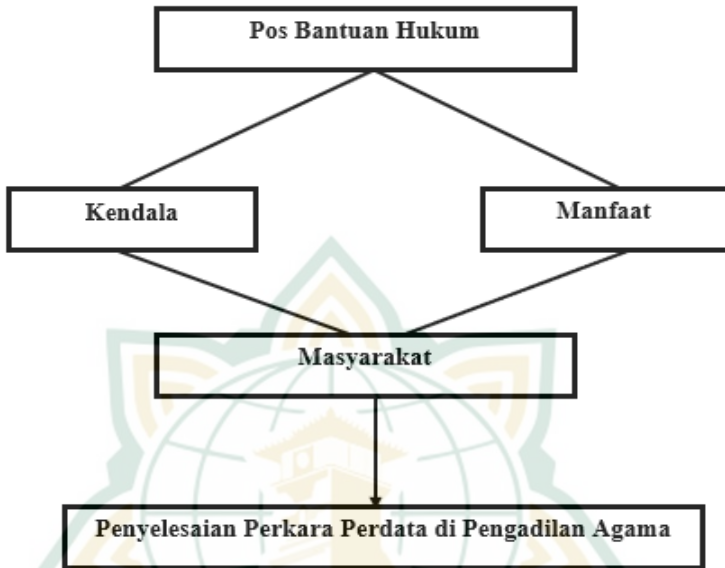 Pos Bantuan Hukum
Kendala
Manfaat
Masyarakat
Penyelesaian Perkara Perdata di Pengadilan Agama